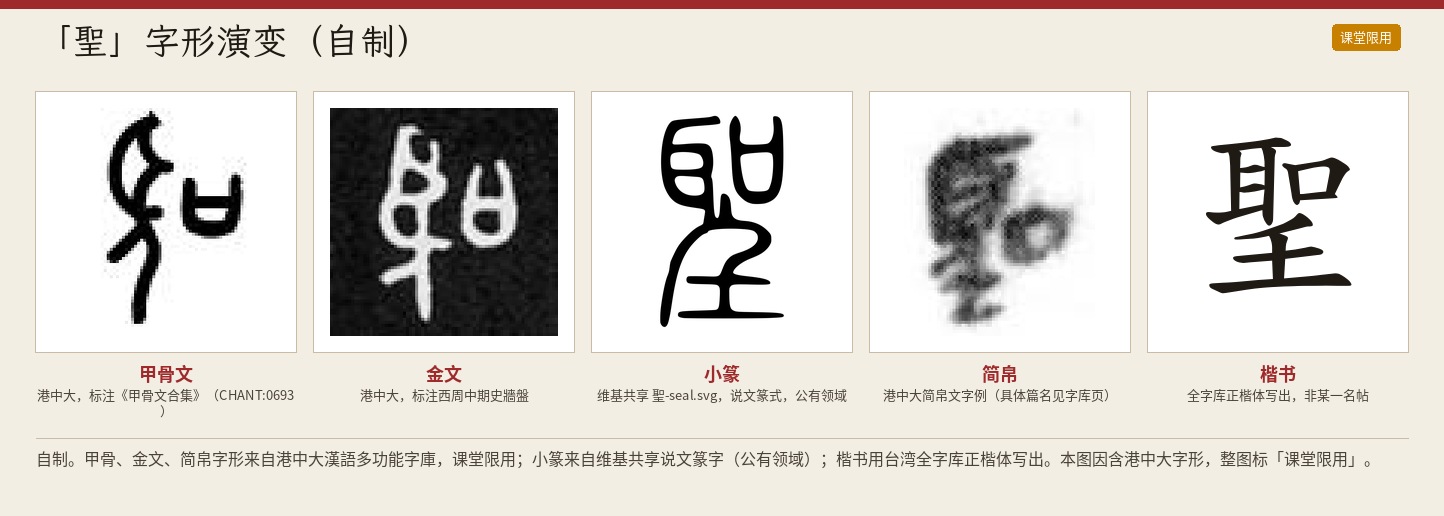 「聖」字形演变（自制）
课堂限用
甲骨文
港中大，标注《甲骨文合集》（CHANT:0693
）
金文
港中大，标注西周中期史牆盤
小篆
维基共享 聖-seal.svg，说文篆式，公有领域
简帛
港中大简帛文字例（具体篇名见字库页）
聖
楷书
全字库正楷体写出，非某一名帖
自制。甲骨、金文、简帛字形来自港中大漢語多功能字庫，课堂限用；小篆来自维基共享说文篆字（公有领域）；楷书用台湾全字库正楷体写出。本图因含港中大字形，整图标「课堂限用」。